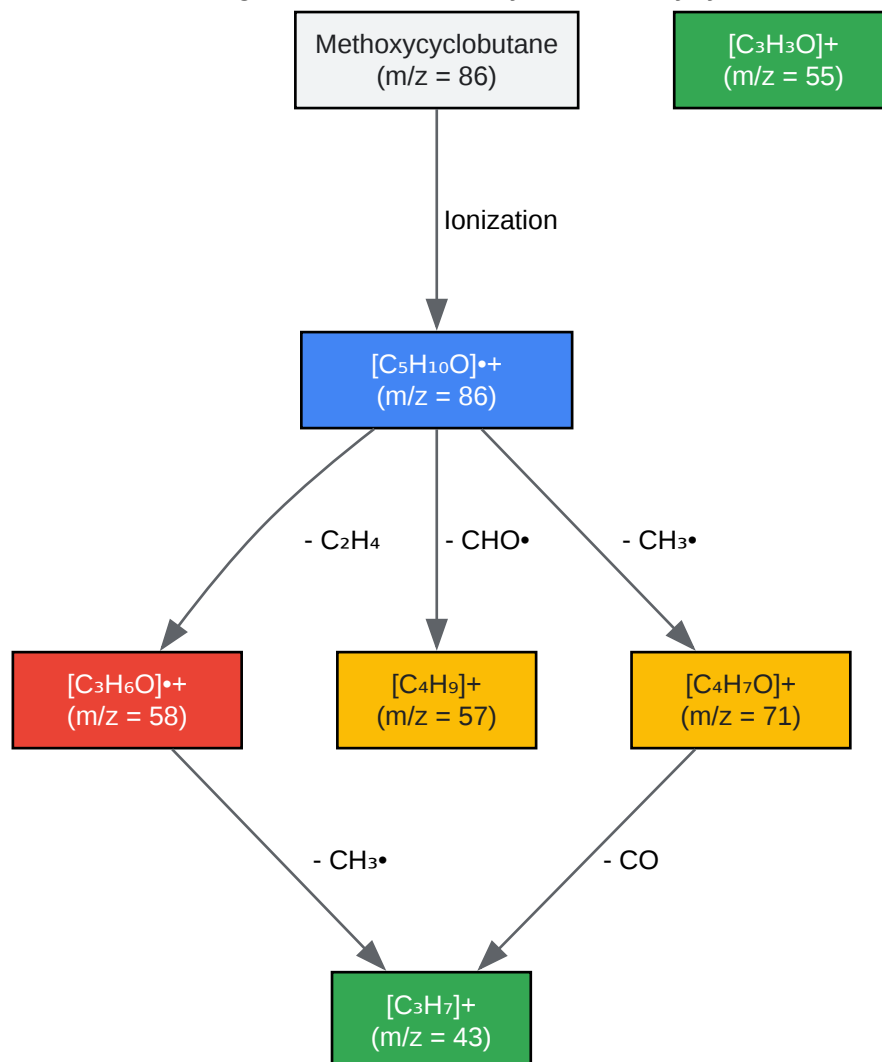 Methoxycyclobutane
(m/z = 86)
[C₃H₃O]+
(m/z = 55)
Ionization
[C₅H₁₀O]•+
(m/z = 86)
- C₂H₄
- CHO•
- CH₃•
[C₃H₆O]•+
(m/z = 58)
[C₄H₉]+
(m/z = 57)
[C₄H₇O]+
(m/z = 71)
- CH₃•
- CO
[C₃H₇]+
(m/z = 43)